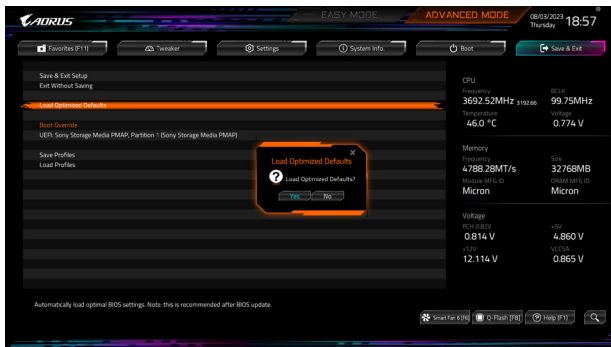 AORUS
EASY MODE
ADVANCED MODE
08/03/2023
Thursday
18:57
Favorites (F11)
Tweaker
Settings
System Info.
Boot
Save & Exit
Save & Exit Setup
Exit Without Saving
Load Optimized Defaults
Boot Override
UEFI: Sony Storage Media PMAP, Partition 1 (Sony Storage Media PMAP)
Save Profiles
Load Profiles
X
Load Optimized Defaults
? Load Optimized Defaults?
Yes No
CPU
Frequency BCLK
3692.52MHz 3192.66 99.75MHz
Temperature Voltage
46.0 °C 0.774 V
Memory
Frequency Size
4788.28MT/s 32768MB
Module MFG ID DRAM MFG ID
Micron Micron
Voltage
PCH 0.82V +5V
0.814 V 4.860 V
+12V VCCSA
12.114 V 0.865 V
Automatically load optimal BIOS settings. Note: this is recommended after BIOS update.
Smart Fan 6 [F6]
Q-Flash [F8]
Help [F1]